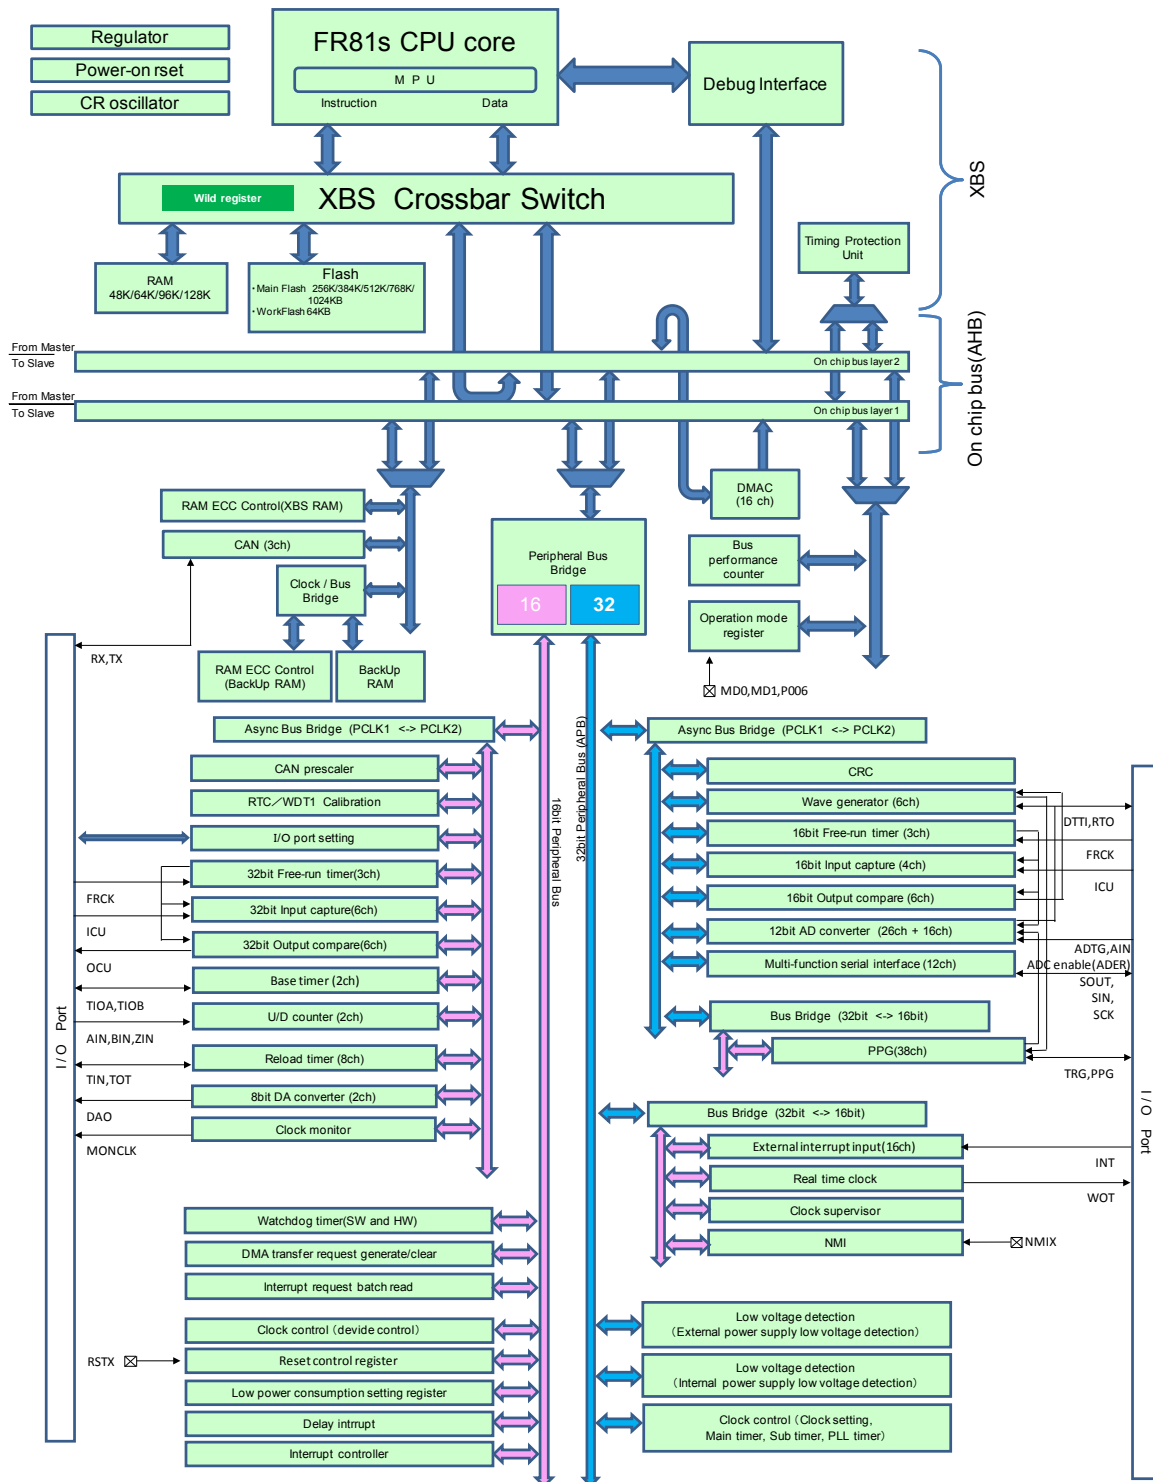 Regulator
Power-on rset
CR oscillator
FR81s CPU core
M P U
Instruction
Data
Debug Interface
XBS
Wild register
XBS Crossbar Switch
Timing Protection
Unit
RAM
48K/64K/96K/128K
Flash
・Main Flash 256K/384K/512K/768K/
1024KB
・WorkFlash 64KB
From Master
To Slave
On chip bus layer 2
From Master
To Slave
On chip bus layer 1
On chip bus(AHB)
RAM ECC Control(XBS RAM)
CAN (3ch)
Clock / Bus
Bridge
RAM ECC Control
(BackUp RAM)
BackUp
RAM
RX,TX
Peripheral Bus
Bridge
16
32
DMAC
(16 ch)
Bus
performance
counter
Operation mode
register
MD0,MD1,P006
16bit Peripheral Bus
32bit Peripheral Bus (APB)
Async Bus Bridge (PCLK1 <-> PCLK2)
CAN prescaler
RTC／WDT1 Calibration
I/O port setting
32bit Free-run timer(3ch)
FRCK
32bit Input capture(6ch)
ICU
32bit Output compare(6ch)
OCU
Base timer (2ch)
TIOA,TIOB
U/D counter (2ch)
AIN,BIN,ZIN
Reload timer (8ch)
TIN,TOT
8bit DA converter (2ch)
DAO
Clock monitor
MONCLK
I / O Port
Watchdog timer(SW and HW)
DMA transfer request generate/clear
Interrupt request batch read
Clock control (devide control)
RSTX
Reset control register
Low power consumption setting register
Delay intrrupt
Interrupt controller
Async Bus Bridge (PCLK1 <-> PCLK2)
CRC
Wave generator (6ch)
DTTI,RTO
16bit Free-run timer (3ch)
FRCK
16bit Input capture (4ch)
ICU
16bit Output compare (6ch)
12bit AD converter (26ch + 16ch)
ADTG,AIN
ADC enable(ADER)
Multi-function serial interface (12ch)
SOUT,
SIN,
SCK
Bus Bridge (32bit <-> 16bit)
PPG(38ch)
TRG,PPG
Bus Bridge (32bit <-> 16bit)
External interrupt input(16ch)
INT
Real time clock
WOT
Clock supervisor
NMI
NMIX
I / O Port
Low voltage detection
(External power supply low voltage detection)
Low voltage detection
(Internal power supply low voltage detection)
Clock control (Clock setting,
Main timer, Sub timer, PLL timer)